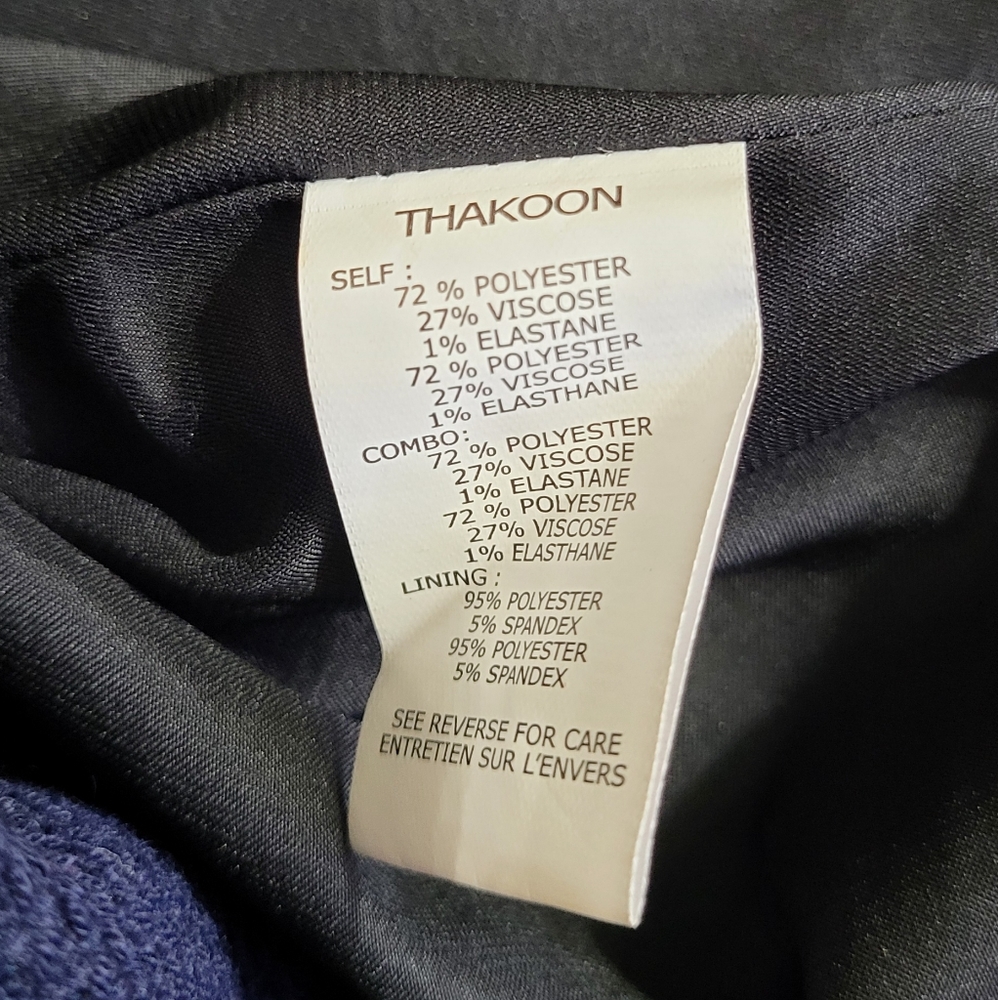 THAKOON
SELF :
72 % POLYESTER
27% VISCOSE
1% ELASTANE
72 % POLYESTER
27% VISCOSE
1% ELASTHANE
COMBO:
72 % POLYESTER
27% VISCOSE
1% ELASTANE
72 % POLYESTER
27% VISCOSE
1% ELASTHANE
LINING :
95% POLYESTER
5% SPANDEX
95% POLYESTER
5% SPANDEX
SEE REVERSE FOR CARE
ENTRETIEN SUR L'ENVERS